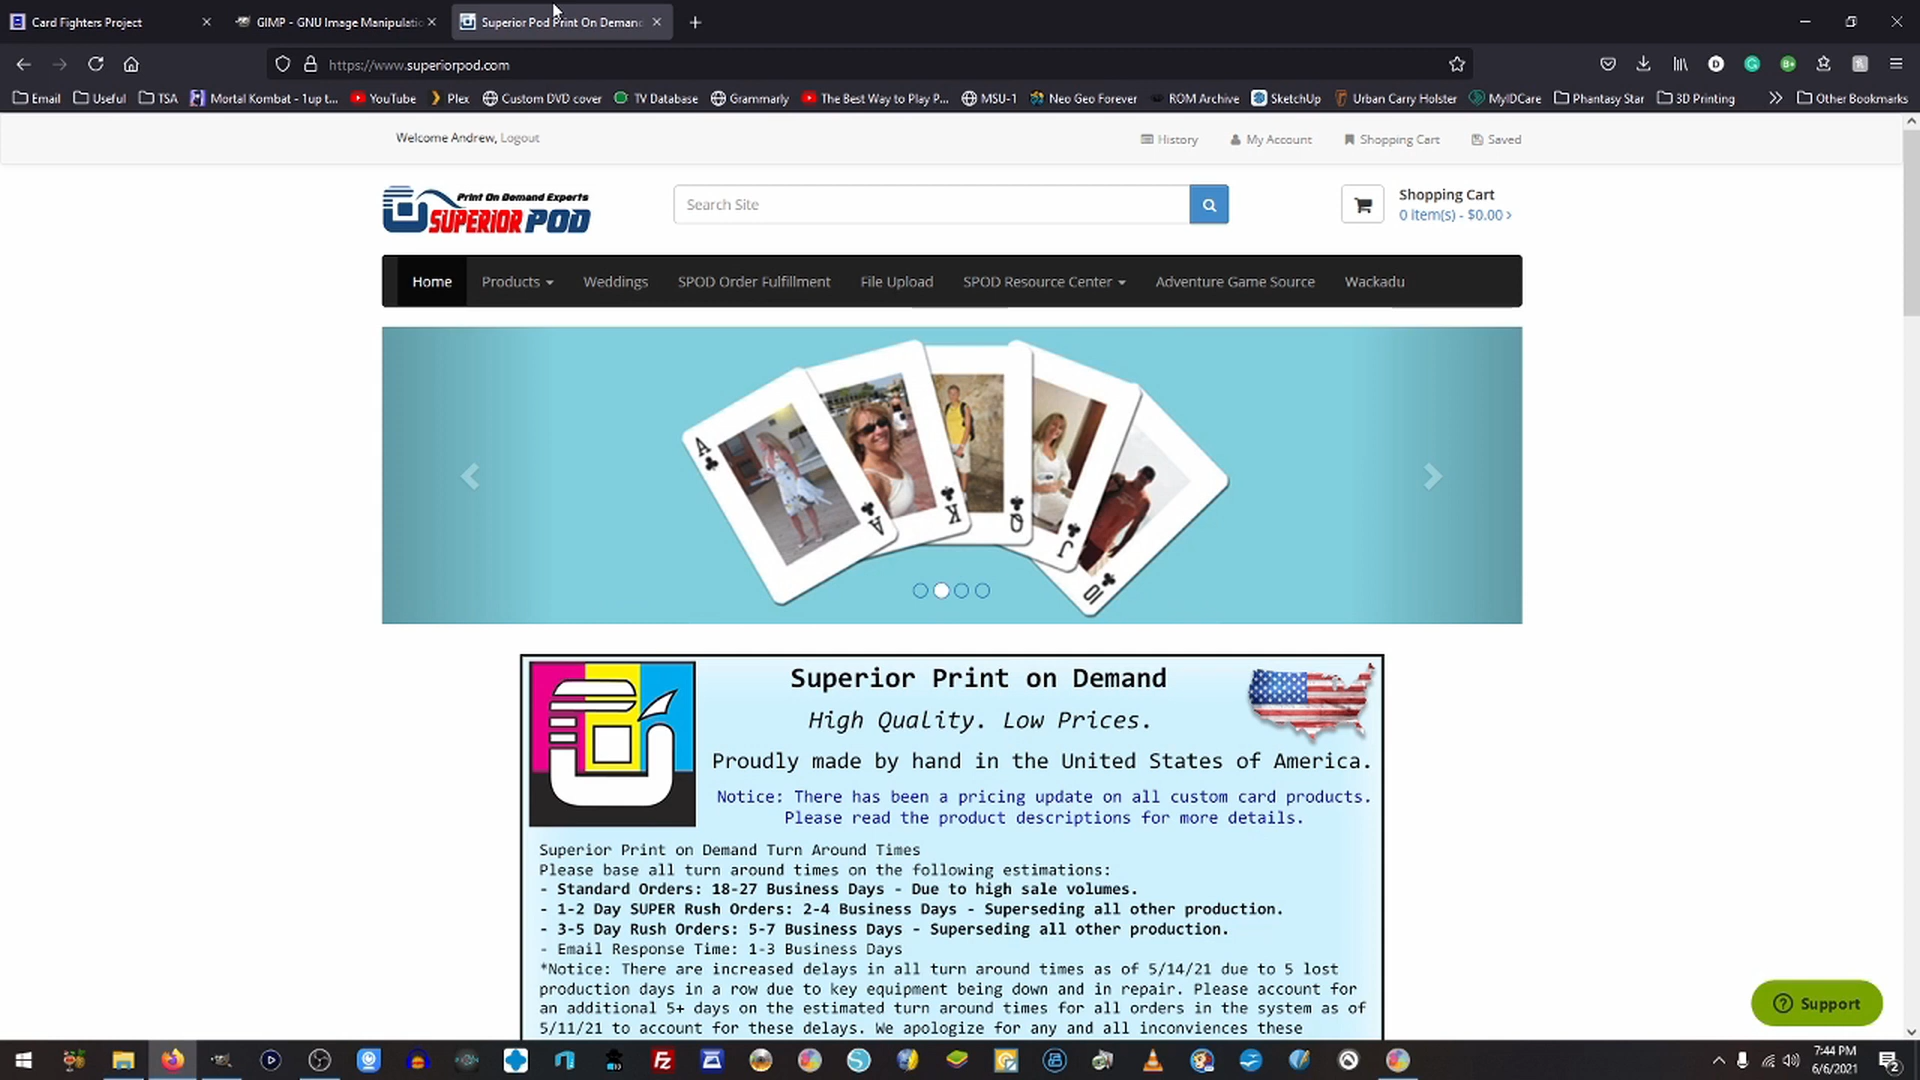 Card Fighters Project
GIMP - GNU Image Manipulatio
Superior Pod Print On Deman
https://www.superiorpod.com
Email
Useful
TSA
Mortal Kombat - 1up t...
YouTube
Plex
Custom DVD cover
TV Database
Grammarly
The Best Way to Play P...
MSU-1
Neo Geo Forever
ROM Archive
SketchUp
Urban Carry Holster
MyIDCare
Phantasy Star
3D Printing
Other Bookmarks
Welcome Andrew, Logout
History
My Account
Shopping Cart
Saved
Print On Demand Experts
SUPERIOR POD
Search Site
Shopping Cart
0 item(s) - $0.00
Home
Products
Weddings
SPOD Order Fulfillment
File Upload
SPOD Resource Center
Adventure Game Source
Wackadu
A
A
K
Q
J
10
Superior Print on Demand
High Quality. Low Prices.
Proudly made by hand in the United States of America.
Notice: There has been a pricing update on all custom card products.
Please read the product descriptions for more details.
Superior Print on Demand Turn Around Times
Please base all turn around times on the following estimations:
- Standard Orders: 18-27 Business Days - Due to high sale volumes.
- 1-2 Day SUPER Rush Orders: 2-4 Business Days - Superseding all other production.
- 3-5 Day Rush Orders: 5-7 Business Days - Superseding all other production.
- Email Response Time: 1-3 Business Days
*Notice: There are increased delays in all turn around times as of 5/14/21 due to 5 lost
production days in a row due to key equipment being down and in repair. Please account for
an additional 5+ days on the estimated turn around times for all orders in the system as of
5/11/21 to account for these delays. We apologize for any and all inconviences these
Support
7:44 PM
6/6/2021
2